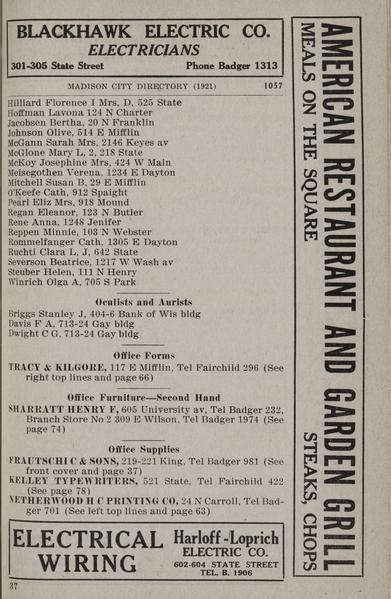 BLACKHAWK ELECTRIC CO.
ELECTRICIANS
301-305 State Street Phone Badger 1313
MADISON CITY DIRECTORY (1921) 1057
Hilliard Florence I Mrs, D, 525 State
Hoffman Lavona 124 N Charter
Jacobsen Bertha, 20 N Franklin
Johnson Olive, 514 E Mifflin
McGann Sarah Mrs, 2146 Keyes av
McGlone Mary L, 2, 218 State
McKoy Josephine Mrs, 424 W Main
Meisegothen Verena, 1234 E Dayton
Mitchell Susan B, 29 E Mifflin
O'Keefe Cath, 912 Spaight
Pearl Eliz Mrs, 918 Mound
Regan Eleanor, 123 N Butler
Rene Anna, 1248 Jenifer
Reppen Minnie, 103 N Webster
Rommelfanger Cath, 1305 E Dayton
Ruchti Clara L, J, 642 State
Severson Beatrice, 1217 W Wash av
Steuber Helen, 111 N Henry
Winrich Olga A, 705 S Park
Oculists and Aurists
Briggs Stanley J, 404-6 Bank of Wis bldg
Davis F A, 713-24 Gay bldg
Dwight C G, 713-24 Gay bldg
Office Forms
TRACY & KILGORE, 117 E Mifflin, Tel Fairchild 296 (See
right top lines and page 66)
Office Furniture—Second Hand
SHARRATT HENRY F, 605 University av, Tel Badger 232,
Branch Store No 2 309 E Wilson, Tel Badger 1974 (See
page 74)
Office Supplies
FRAUTSCHI C & SONS, 219-221 King, Tel Badger 981 (See
front cover and page 37)
KELLEY TYPEWRITERS, 521 State, Tel Fairchild 422
(See page 78)
NETHERWOOD H C PRINTING CO, 24 N Carroll, Tel Bad-
ger 701 (See left top lines and page 63)
ELECTRICAL
WIRING
Harloff-Loprich
ELECTRIC CO.
602-604 STATE STREET
TEL. B. 1906
37
AMERICAN RESTAURANT AND GARDEN GRILL
MEALS ON THE SQUARE STEAKS, CHOPS